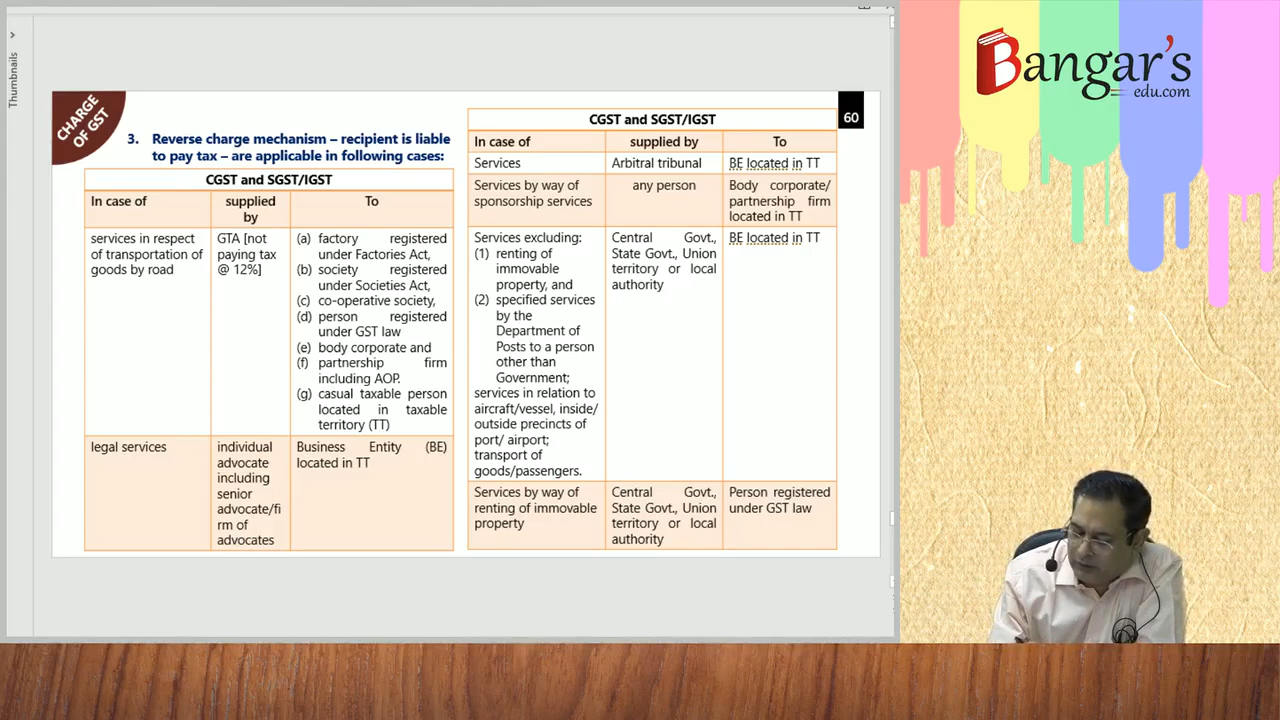 Thumbnails
CHARGE
OF GST
3. Reverse charge mechanism – recipient is liable
to pay tax – are applicable in following cases:
CGST and SGST/IGST
In case of supplied by To
services in respect
of transportation of
goods by road
GTA [not
paying tax
@ 12%]
(a) factory registered
under Factories Act,
(b) society registered
under Societies Act,
(c) co-operative society,
(d) person registered
under GST law
(e) body corporate and
(f) partnership firm
including AOP.
(g) casual taxable person
located in taxable
territory (TT)
legal services
individual
advocate
including
senior
advocate/fi
rm of
advocates
Business Entity (BE)
located in TT
60
CGST and SGST/IGST
In case of supplied by To
Services Arbitral tribunal BE located in TT
Services by way of
sponsorship services
any person
Body corporate/
partnership firm
located in TT
Services excluding:
(1) renting of
immovable
property, and
(2) specified services
by the
Department of
Posts to a person
other than
Government;
services in relation to
aircraft/vessel, inside/
outside precincts of
port/ airport;
transport of
goods/passengers.
Central Govt.,
State Govt., Union
territory or local
authority
BE located in TT
Services by way of
renting of immovable
property
Central Govt.,
State Govt., Union
territory or local
authority
Person registered
under GST law
Bangar's
edu.com